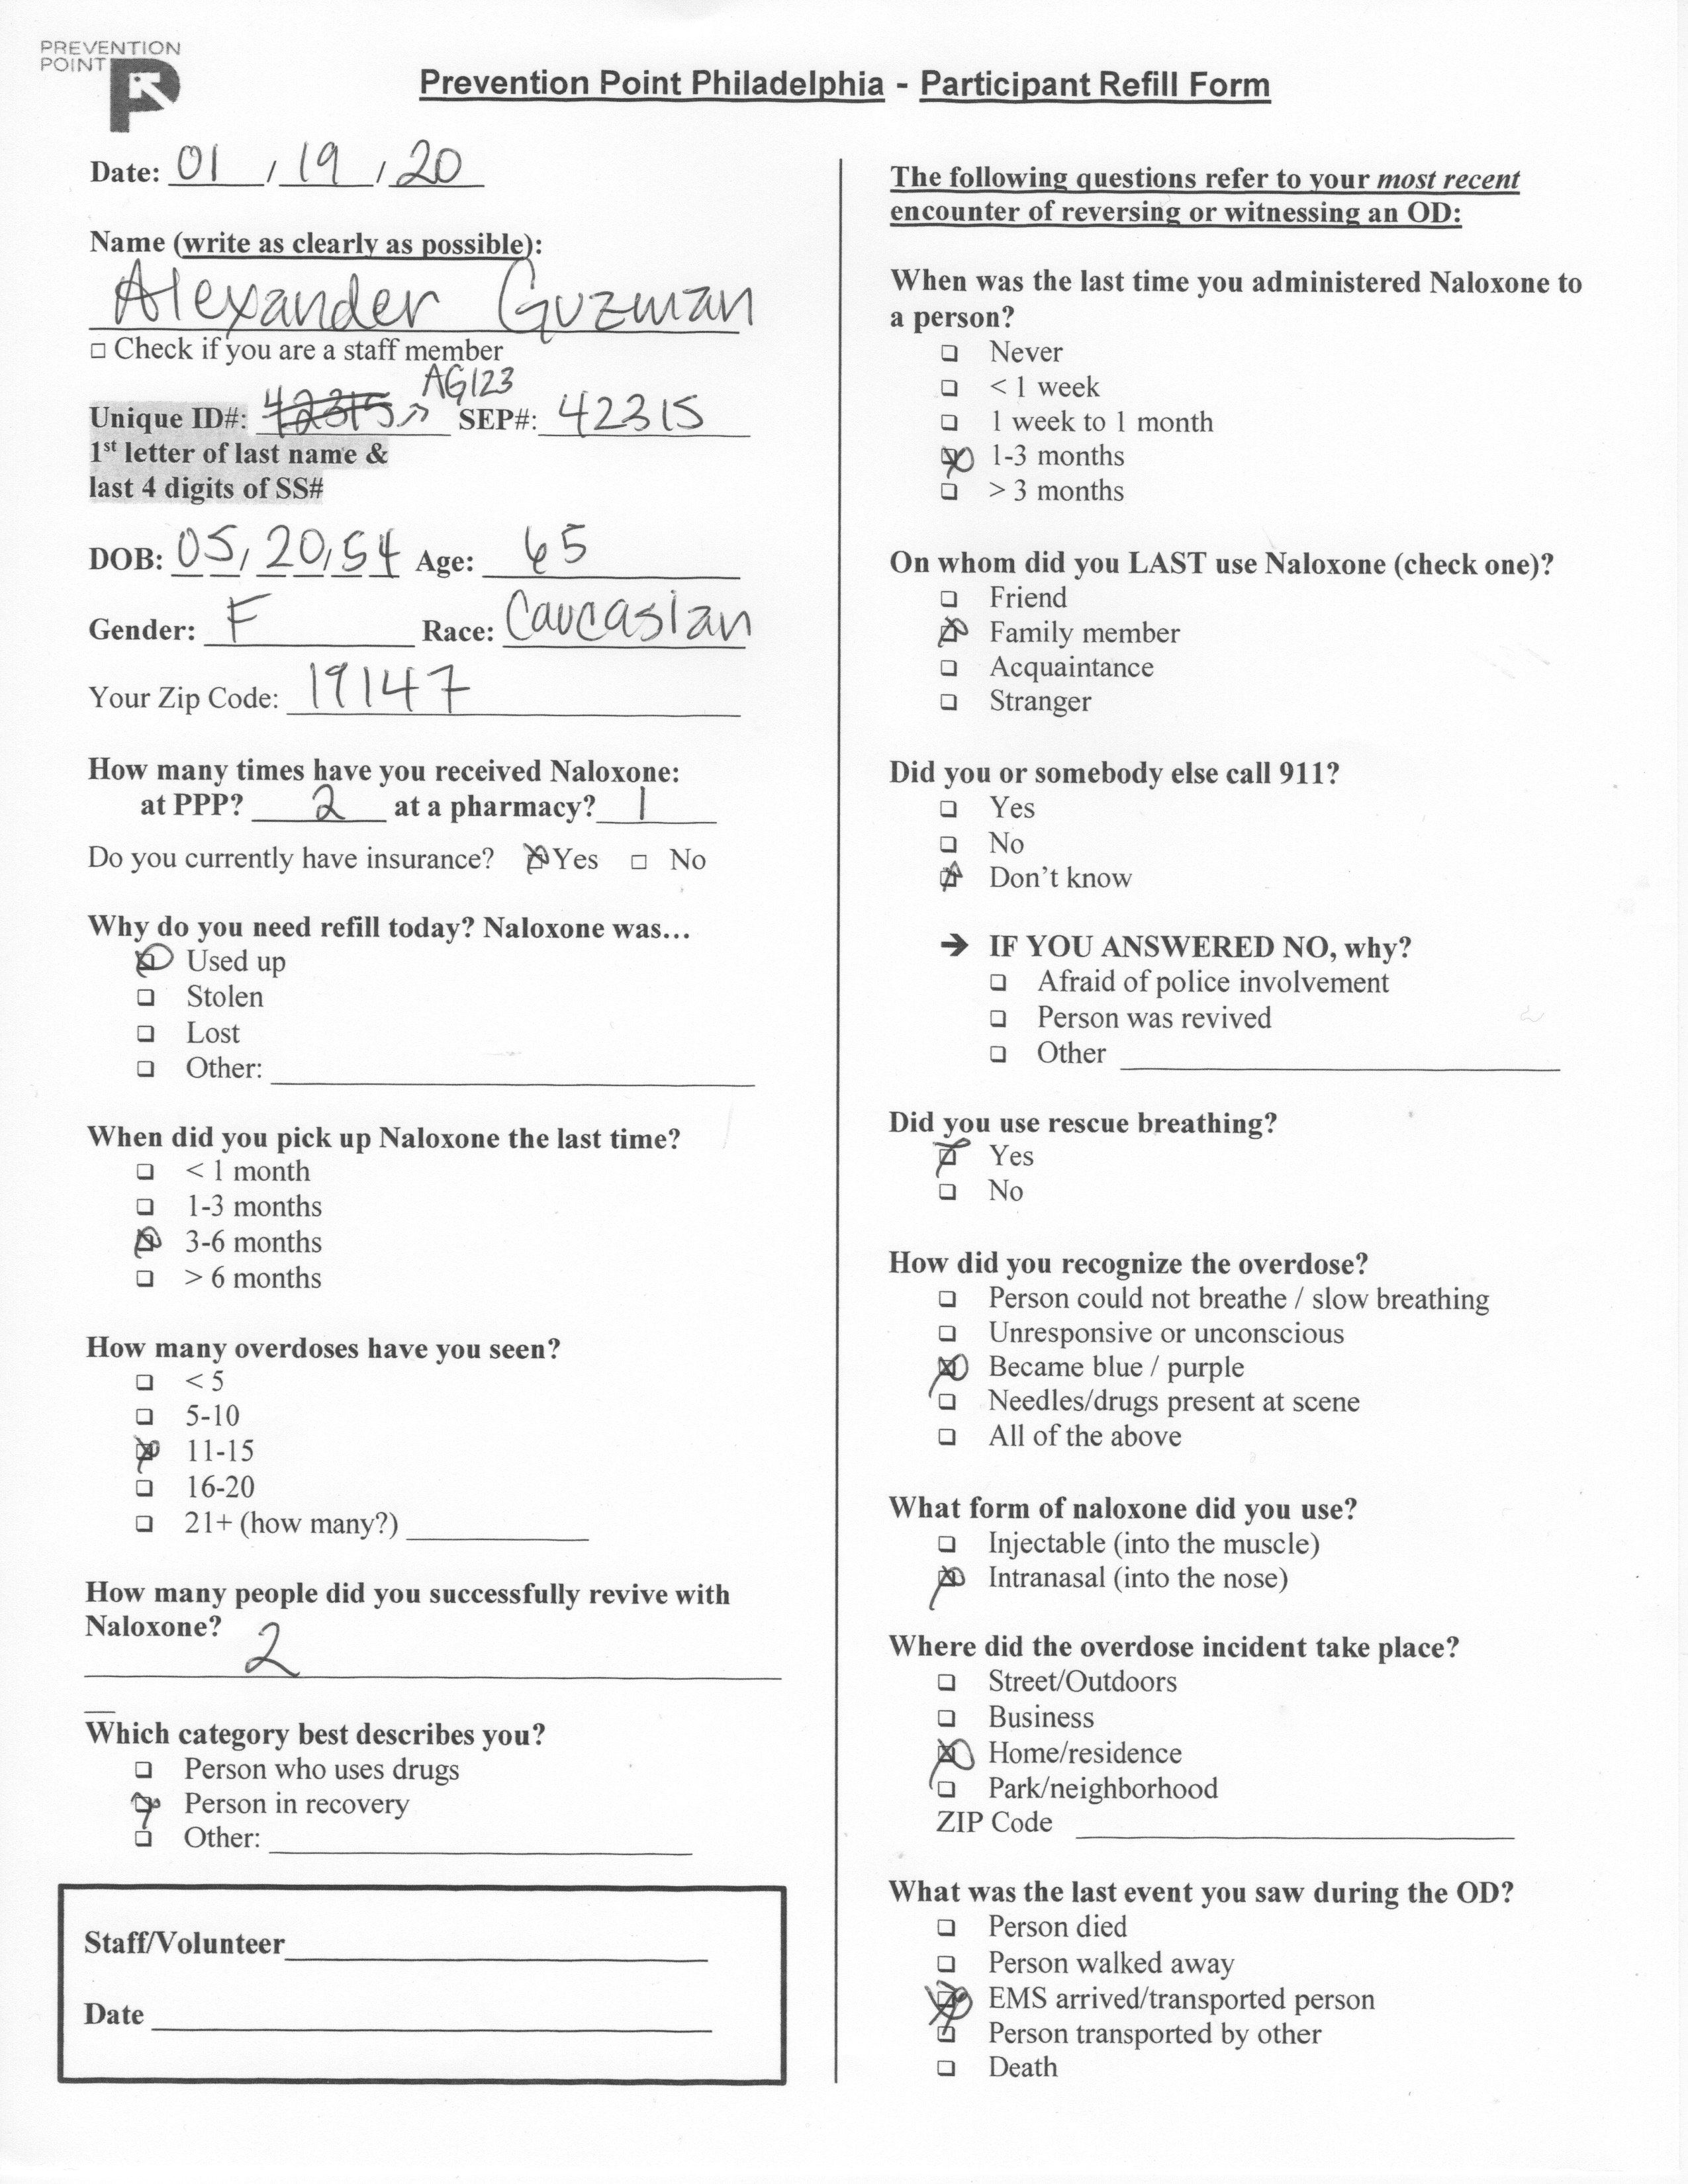 PREVENTION
POINT
Prevention Point Philadelphia - Participant Refill Form
Date: 01 / 19 / 20
Name (write as clearly as possible):
Alexander Guzman
□ Check if you are a staff member
AG123
Unique ID#: 42315 SEP#: 42315
1st letter of last name &
last 4 digits of SS#
DOB: 05/20/54 Age: 65
Gender: F Race: Caucasian
Your Zip Code: 19147
How many times have you received Naloxone:
at PPP? 2 at a pharmacy? 1
Do you currently have insurance? ☒ Yes □ No
Why do you need refill today? Naloxone was...
☒ Used up
□ Stolen
□ Lost
□ Other:
When did you pick up Naloxone the last time?
□ < 1 month
□ 1-3 months
☒ 3-6 months
□ > 6 months
How many overdoses have you seen?
□ < 5
□ 5-10
☒ 11-15
□ 16-20
□ 21+ (how many?)
How many people did you successfully revive with
Naloxone?
2
Which category best describes you?
□ Person who uses drugs
☒ Person in recovery
□ Other:
Staff/Volunteer
Date
The following questions refer to your most recent
encounter of reversing or witnessing an OD:
When was the last time you administered Naloxone to
a person?
□ Never
□ < 1 week
□ 1 week to 1 month
☒ 1-3 months
□ > 3 months
On whom did you LAST use Naloxone (check one)?
□ Friend
☒ Family member
□ Acquaintance
□ Stranger
Did you or somebody else call 911?
□ Yes
□ No
☒ Don't know
→ IF YOU ANSWERED NO, why?
□ Afraid of police involvement
□ Person was revived
□ Other
Did you use rescue breathing?
☒ Yes
□ No
How did you recognize the overdose?
□ Person could not breathe / slow breathing
□ Unresponsive or unconscious
☒ Became blue / purple
□ Needles/drugs present at scene
□ All of the above
What form of naloxone did you use?
□ Injectable (into the muscle)
☒ Intranasal (into the nose)
Where did the overdose incident take place?
□ Street/Outdoors
□ Business
☒ Home/residence
□ Park/neighborhood
ZIP Code
What was the last event you saw during the OD?
□ Person died
□ Person walked away
☒ EMS arrived/transported person
□ Person transported by other
□ Death